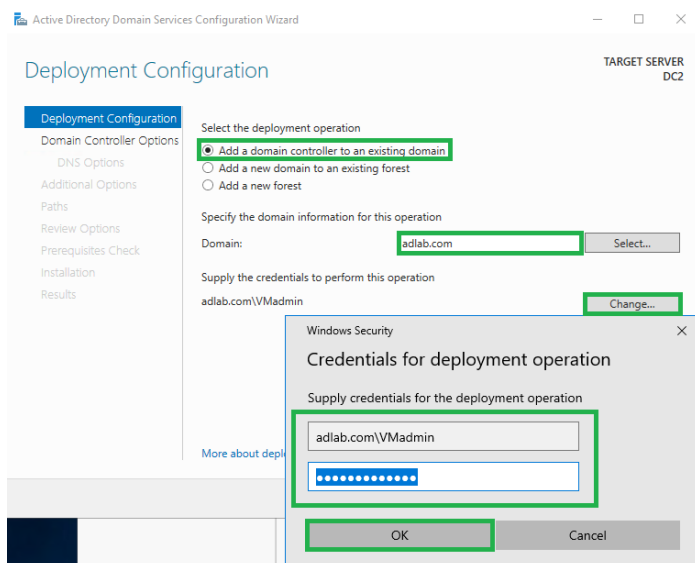 Active Directory Domain Services Configuration Wizard
Deployment Configuration
TARGET SERVER
DC2
Deployment Configuration
Domain Controller Options
DNS Options
Additional Options
Paths
Review Options
Prerequisites Check
Installation
Results
Select the deployment operation
Add a domain controller to an existing domain
Add a new domain to an existing forest
Add a new forest
Specify the domain information for this operation
Domain:
adlab.com
Select...
Supply the credentials to perform this operation
adlab.com\VMadmin
Change...
More about depl
Windows Security
Credentials for deployment operation
Supply credentials for the deployment operation
adlab.com\VMadmin
•••••••••••••
OK
Cancel